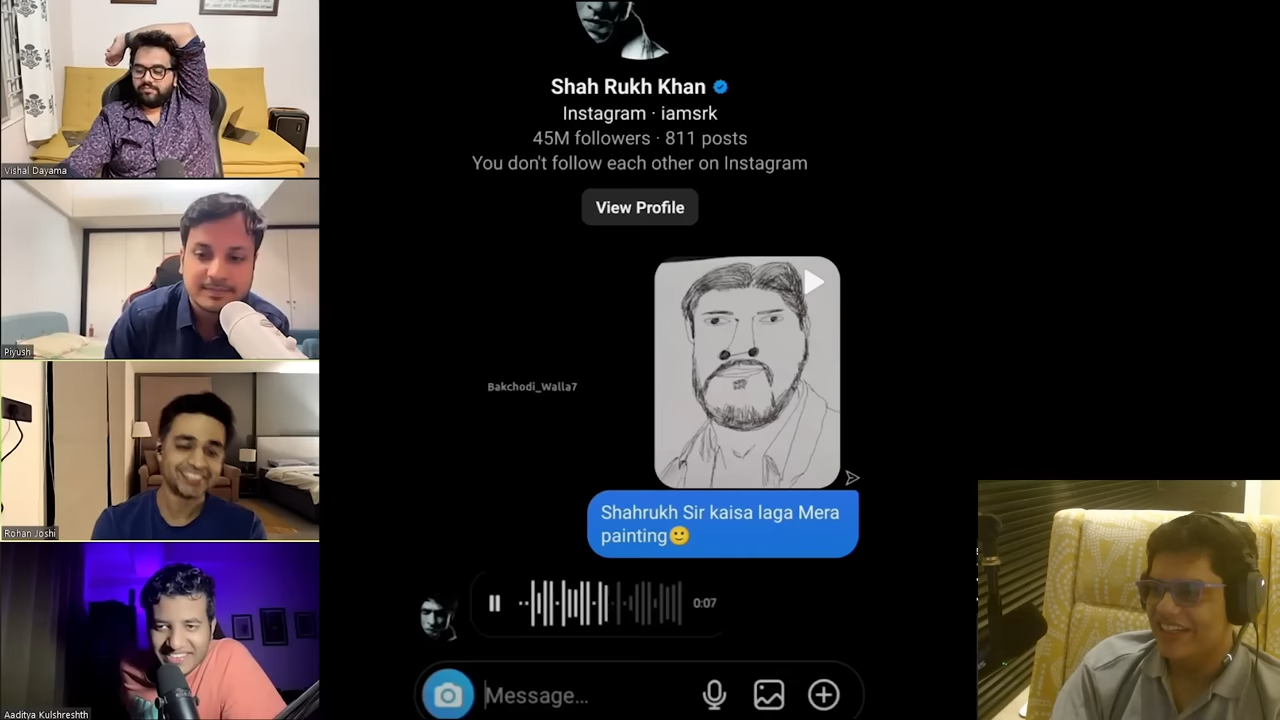 Vishal Dayama
Piyush
Rohan Joshi
Aaditya Kulshreshth
Shah Rukh Khan
Instagram · iamsrk
45M followers · 811 posts
You don't follow each other on Instagram
View Profile
Bakchodi_Walla7
Shahrukh Sir kaisa laga Mera
painting🙂
0:07
Message...